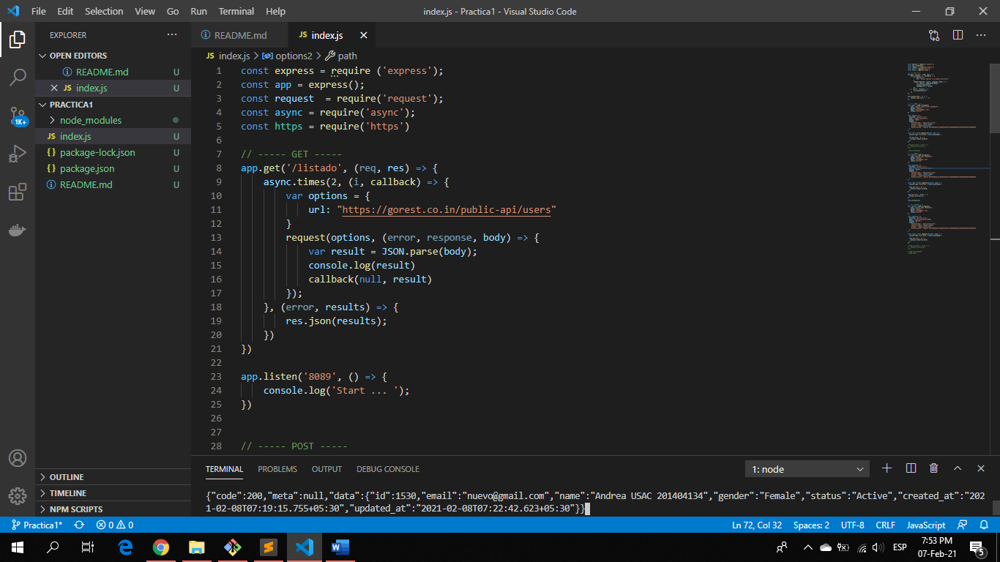 File Edit Selection View Go Run Terminal Help index.js - Practica1 - Visual Studio Code
EXPLORER
OPEN EDITORS
README.md U
JS index.js U
PRACTICA1
node_modules
JS index.js U
{} package-lock.json U
{} package.json U
README.md U
1K+
OUTLINE
TIMELINE
NPM SCRIPTS
README.md JS index.js
JS index.js > options2 > path
1 const express = require ('express');
2 const app = express();
3 const request  = require('request');
4 const async = require('async');
5 const https = require('https')
6
7 // ----- GET -----
8 app.get('/listado', (req, res) => {
9     async.times(2, (i, callback) => {
10         var options = {
11             url: "https://gorest.co.in/public-api/users"
12         }
13         request(options, (error, response, body) => {
14             var result = JSON.parse(body);
15             console.log(result)
16             callback(null, result)
17         });
18     }, (error, results) => {
19         res.json(results);
20     })
21 })
22
23 app.listen('8089', () => {
24     console.log('Start ... ');
25 })
26
27
28 // ----- POST -----
TERMINAL PROBLEMS OUTPUT DEBUG CONSOLE 1: node
{"code":200,"meta":null,"data":{"id":1530,"email":"nuevo@gmail.com","name":"Andrea USAC 201404134","gender":"Female","status":"Active","created_at":"202
1-02-08T07:19:15.755+05:30","updated_at":"2021-02-08T07:22:42.623+05:30"}}
Practica1* 0 0 Ln 72, Col 32 Spaces: 2 UTF-8 CRLF JavaScript
ESP 7:53 PM
07-Feb-21 5